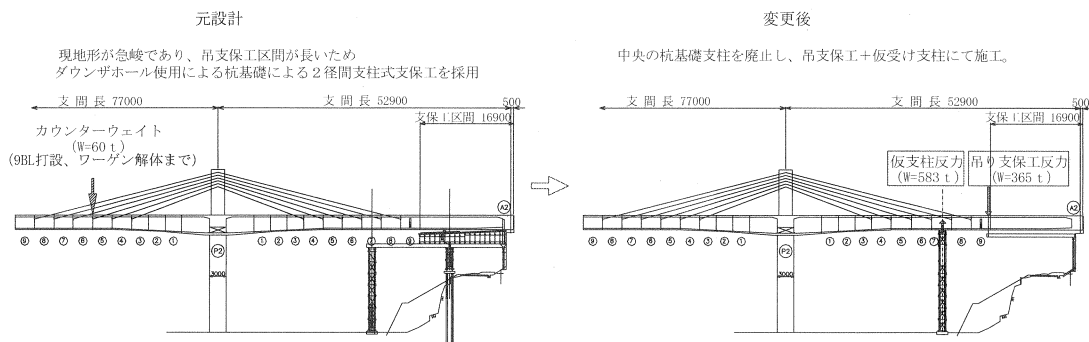 元設計
現地形が急峻であり、吊支保工区間が長いため
ダウンザホール使用による杭基礎による２径間支柱式支保工を採用
支間長 77000
支間長 52900
500
支保工区間 16900
カウンターウェイト
(W=60ｔ)
(9BL打設、ワーゲン解体まで)
A2
⑨ ⑧ ⑦ ⑥ ⑤ ④ ③ ② ① ① ② ③ ④ ⑤ ⑥ ⑦ ⑧ ⑨
P2
3000
変更後
中央の杭基礎支柱を廃止し、吊支保工＋仮受け支柱にて施工。
支間長 77000
支間長 52900
500
支保工区間 16900
仮支柱反力
(W=583ｔ)
吊り支保工反力
(W=365ｔ)
A2
⑨ ⑧ ⑦ ⑥ ⑤ ④ ③ ② ① ① ② ③ ④ ⑤ ⑥ ⑦ ⑧ ⑨
P2
3000